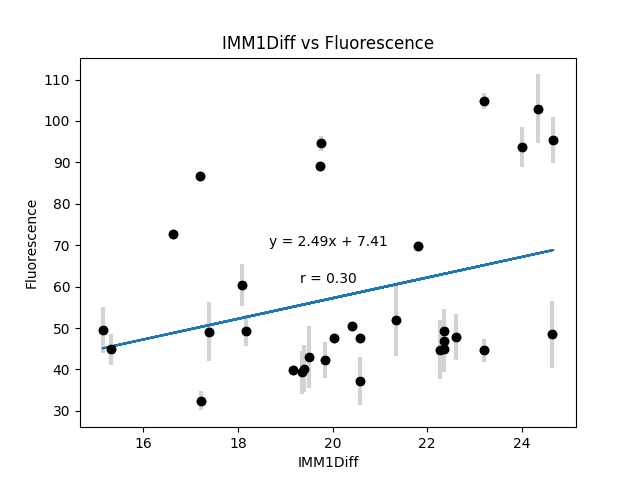 IMM1Diff vs Fluorescence
110
100
90
80
70
60
50
40
30
Fluorescence
y = 2.49x + 7.41
r = 0.30
16 18 20 22 24
IMM1Diff